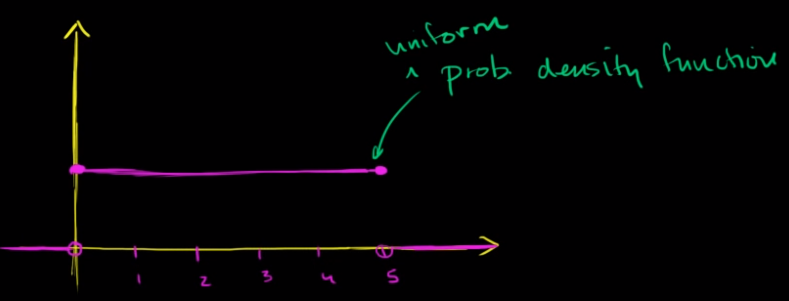 uniform
^ prob. density function
1 2 3 4 5